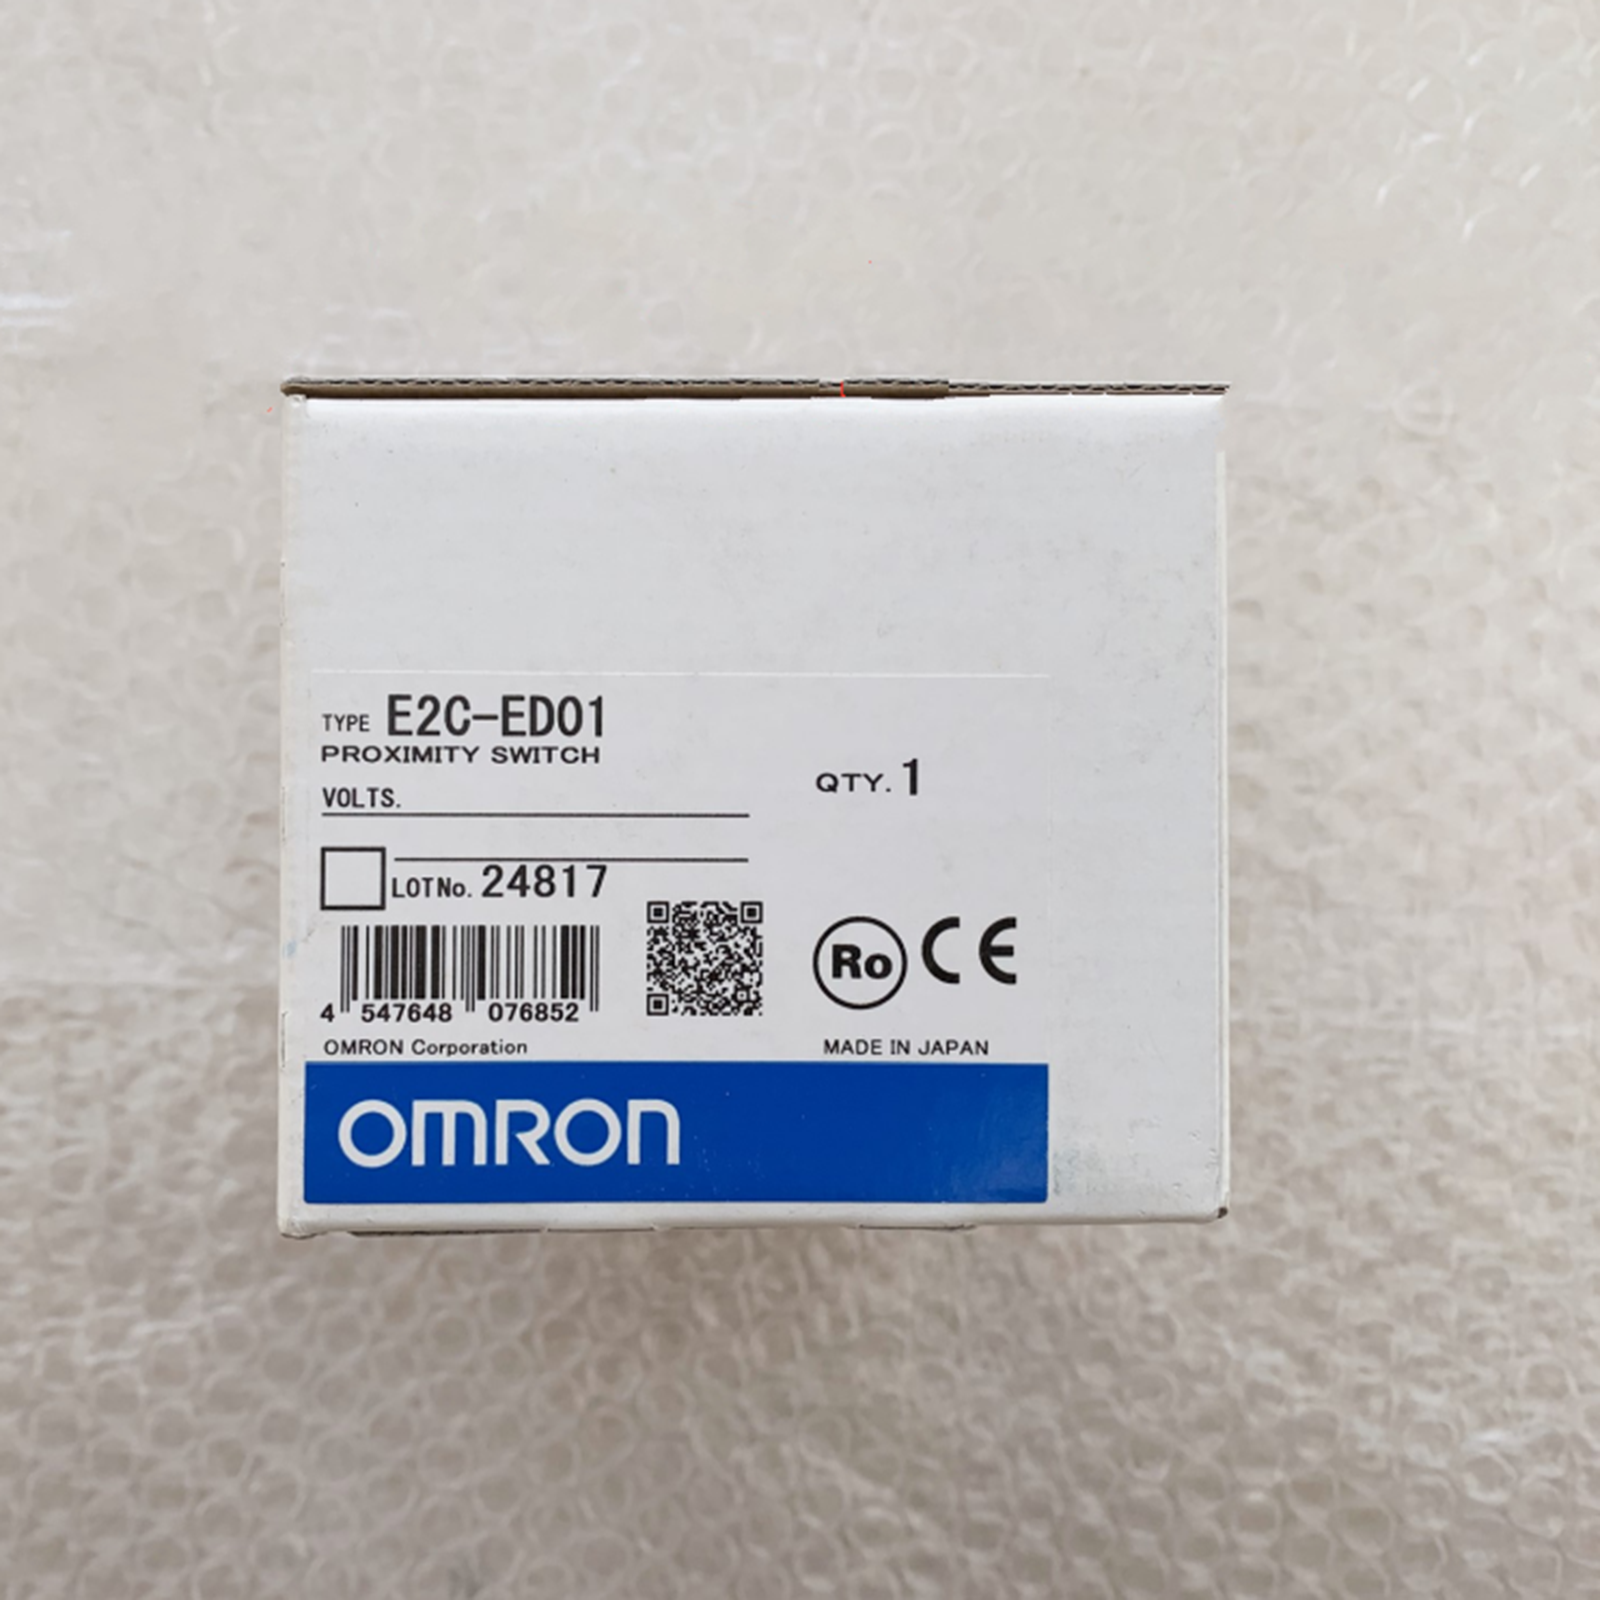 TYPE E2C-ED01
PROXIMITY SWITCH
QTY. 1
VOLTS.
LOT No. 24817
4 547648 076852
Ro CE
OMRON Corporation
MADE IN JAPAN
OMRON